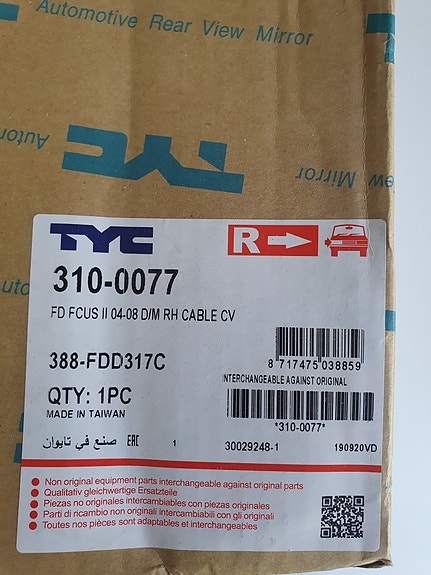 Automotive Rear View Mirror
TYC
Auto
w Mirror
TYC
R
310-0077
FD FCUS II 04-08 D/M RH CABLE CV
8 717475 038859
388-FDD317C
INTERCHANGEABLE AGAINST ORIGINAL
QTY: 1PC
MADE IN TAIWAN
*310-0077*
صنع في تايوان EAC 1 30029248-1 190920VD
Non original equipment parts interchangeable against original parts
Qualitativ gleichwertige Ersatzteile
Piezas no originales intercambiables con piezas originales
Parti di ricambio non originali intercambiabili con gli originali
Toutes nos pièces sont adaptables et interchangeables